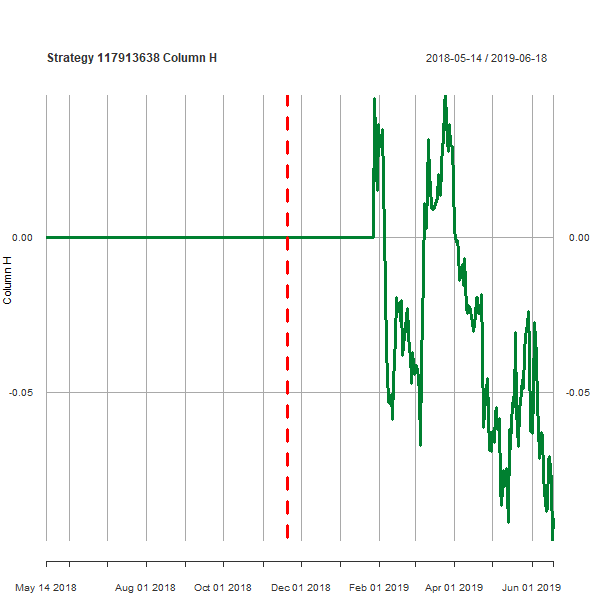 Strategy 117913638 Column H
2018-05-14 / 2019-06-18
0.00
0.00
Column H
-0.05
-0.05
May 14 2018
Aug 01 2018
Oct 01 2018
Dec 01 2018
Feb 01 2019
Apr 01 2019
Jun 01 2019